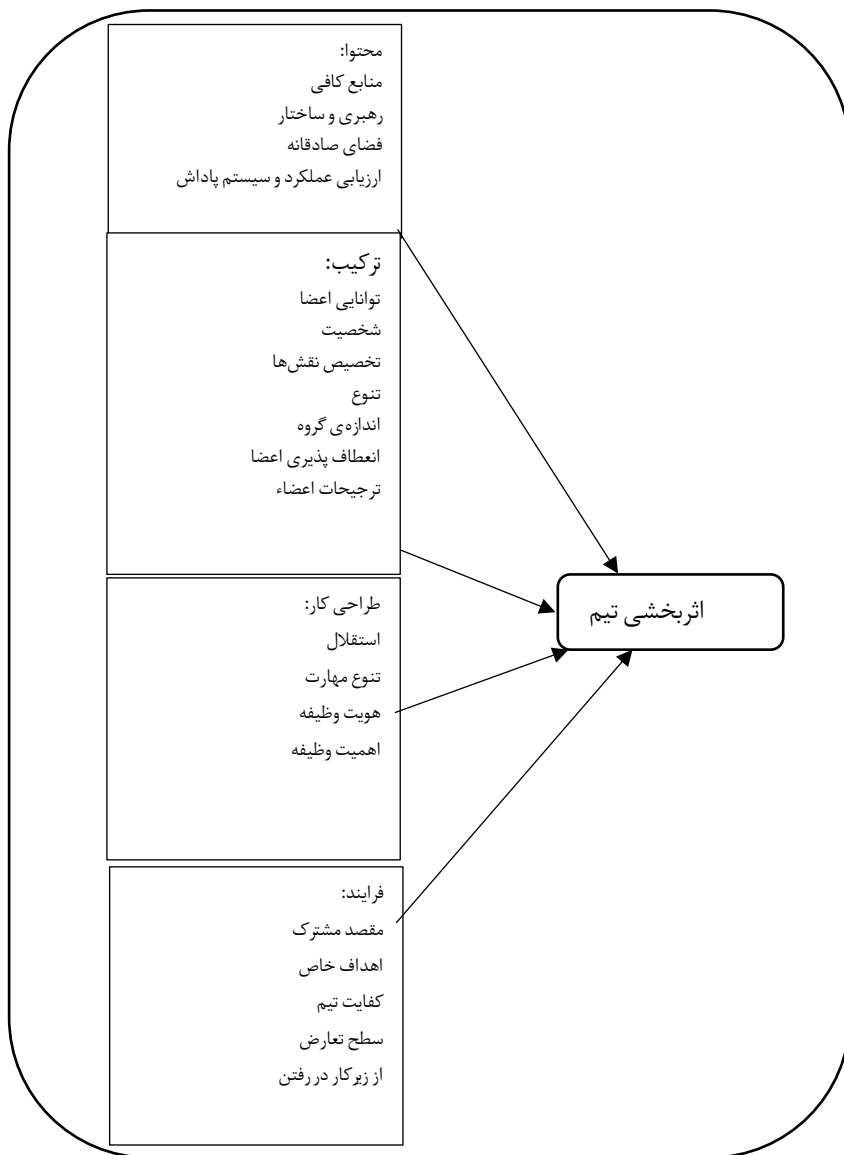 محتوا:
منابع کافی
رهبری و ساختار
فضای صادقانه
ارزیابی عملکرد و سیستم پاداش
ترکیب:
توانایی اعضا
شخصیت
تخصیص نقش‌ها
تنوع
اندازه‌ی گروه
انعطاف پذیری اعضا
ترجیحات اعضاء
طراحی کار:
استقلال
تنوع مهارت
هویت وظیفه
اهمیت وظیفه
فرایند:
مقصد مشترک
اهداف خاص
کفایت تیم
سطح تعارض
از زیرکار در رفتن
اثربخشی تیم